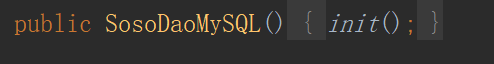 public SosoDaoMySQL() { init(); }